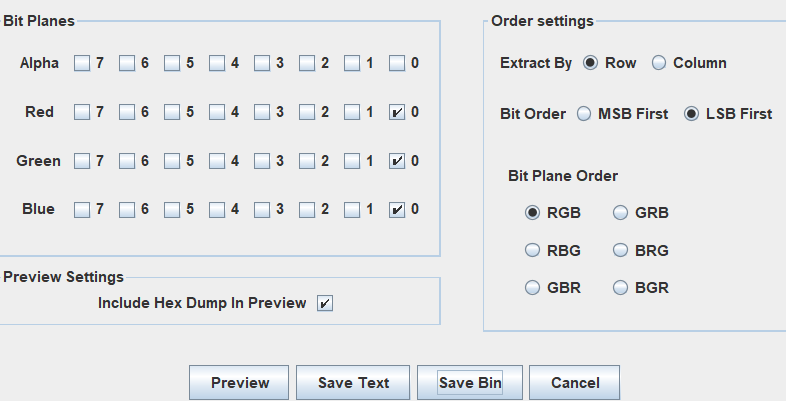 Bit Planes
Alpha 7 6 5 4 3 2 1 0
Red 7 6 5 4 3 2 1 0
Green 7 6 5 4 3 2 1 0
Blue 7 6 5 4 3 2 1 0
Preview Settings
Include Hex Dump In Preview
Order settings
Extract By Row Column
Bit Order MSB First LSB First
Bit Plane Order
RGB GRB
RBG BRG
GBR BGR
Preview Save Text Save Bin Cancel